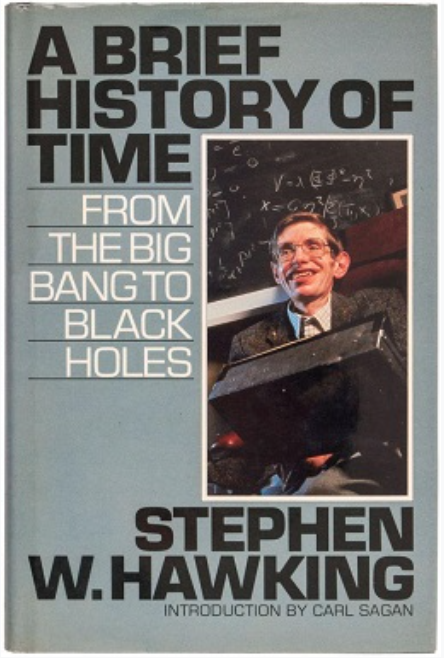 A BRIEF
HISTORY OF
TIME
FROM
THE BIG
BANG TO
BLACK
HOLES
STEPHEN
W. HAWKING
INTRODUCTION BY CARL SAGAN